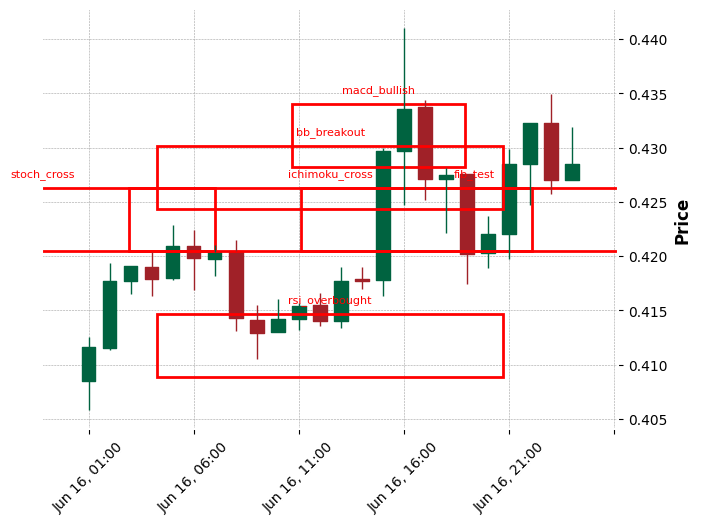 0.440
macd_bullish
0.435
bb_breakout
0.430
stoch_cross
ichimoku_cross
fib_test
0.425
Price
0.420
rsi_overbought
0.415
0.410
0.405
Jun 16, 01:00
Jun 16, 06:00
Jun 16, 11:00
Jun 16, 16:00
Jun 16, 21:00